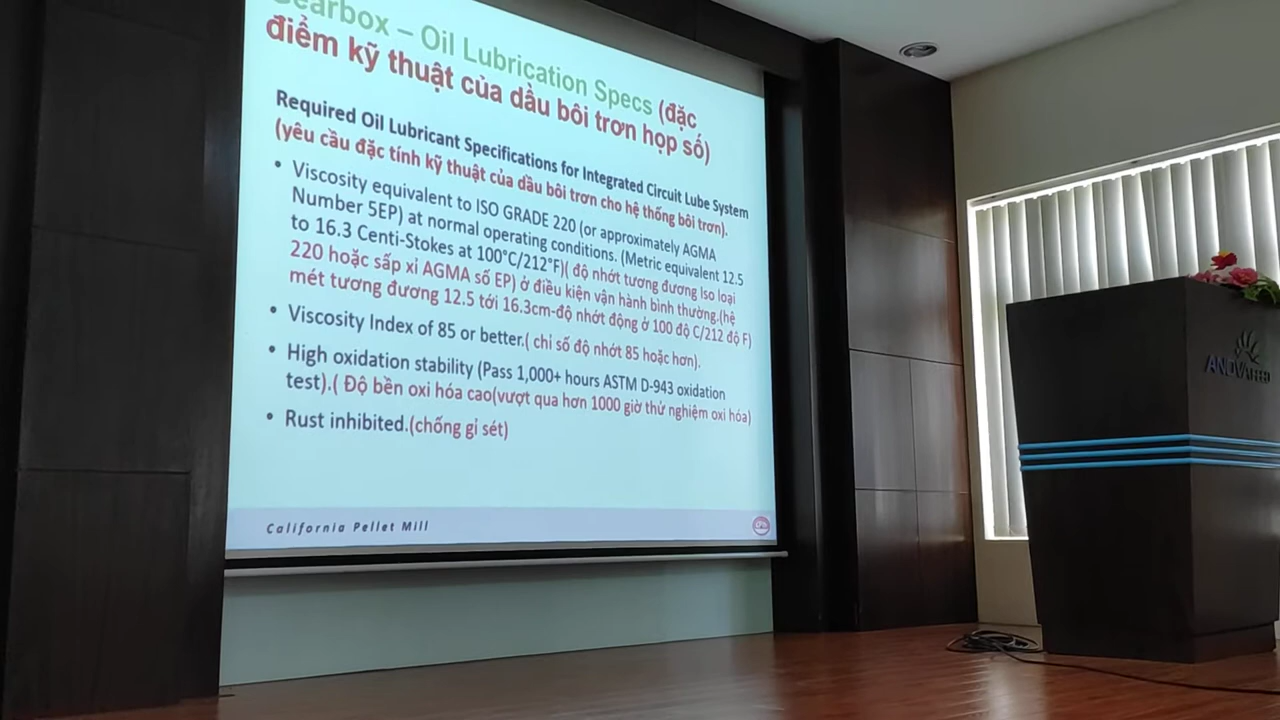 Gearbox – Oil Lubrication Specs (đặc
điểm kỹ thuật của dầu bôi trơn họp số)
Required Oil Lubricant Specifications for Integrated Circuit Lube System
(yêu cầu đặc tính kỹ thuật của dầu bôi trơn cho hệ thống bôi trơn).
• Viscosity equivalent to ISO GRADE 220 (or approximately AGMA
Number 5EP) at normal operating conditions. (Metric equivalent 12.5
to 16.3 Centi-Stokes at 100°C/212°F)( độ nhớt tương đương Iso loại
220 hoặc sấp xỉ AGMA số EP) ở điều kiện vận hành bình thường.(hệ
mét tương đương 12.5 tới 16.3cm-độ nhớt động ở 100 độ C/212 độ F)
• Viscosity Index of 85 or better.( chỉ số độ nhớt 85 hoặc hơn).
• High oxidation stability (Pass 1,000+ hours ASTM D-943 oxidation
test).( Độ bền oxi hóa cao(vượt qua hơn 1000 giờ thử nghiệm oxi hóa)
• Rust inhibited.(chống gỉ sét)
California Pellet Mill
ANOVAFEED